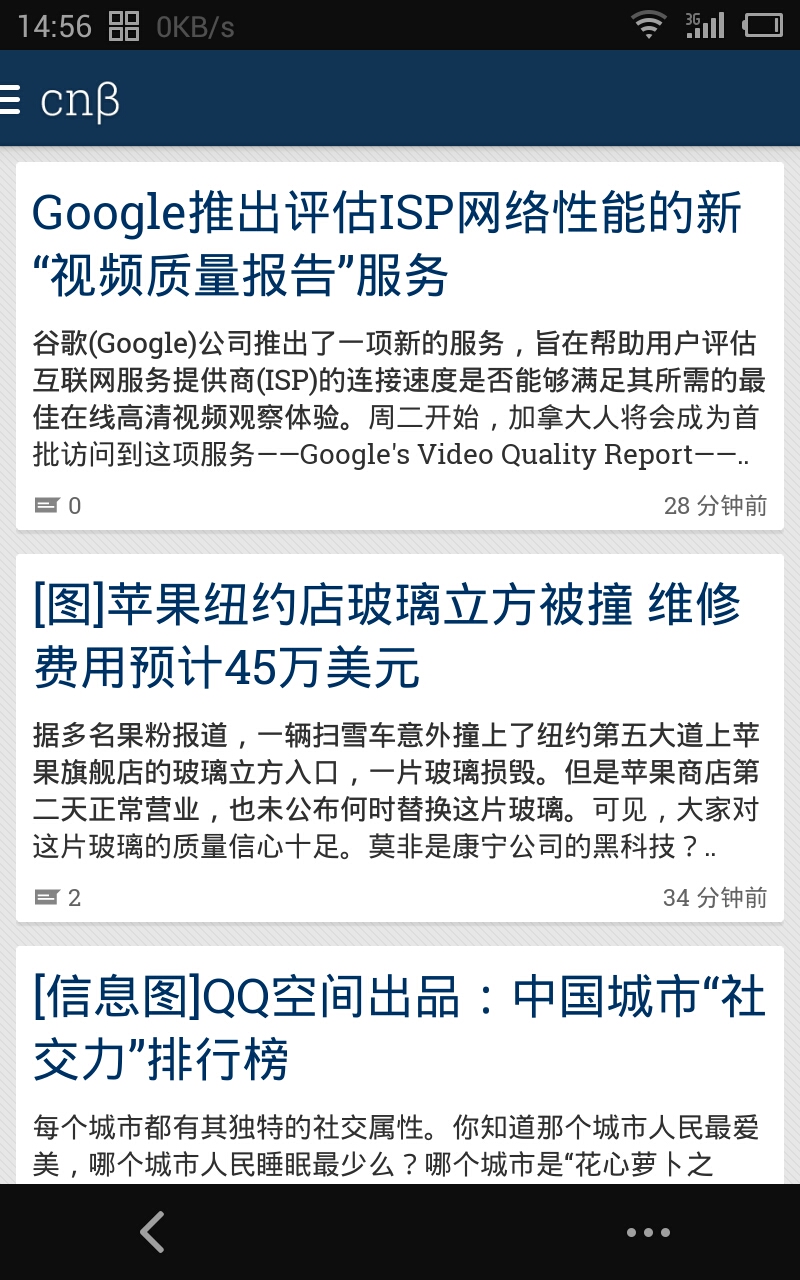 14:56 0KB/s 3G
cnβ
Google推出评估ISP网络性能的新
“视频质量报告”服务
谷歌(Google)公司推出了一项新的服务，旨在帮助用户评估
互联网服务提供商(ISP)的连接速度是否能够满足其所需的最
佳在线高清视频观察体验。周二开始，加拿大人将会成为首
批访问到这项服务——Google's Video Quality Report——..
0 28 分钟前
[图]苹果纽约店玻璃立方被撞 维修
费用预计45万美元
据多名果粉报道，一辆扫雪车意外撞上了纽约第五大道上苹
果旗舰店的玻璃立方入口，一片玻璃损毁。但是苹果商店第
二天正常营业，也未公布何时替换这片玻璃。可见，大家对
这片玻璃的质量信心十足。莫非是康宁公司的黑科技？..
2 34 分钟前
[信息图]QQ空间出品：中国城市“社
交力”排行榜
每个城市都有其独特的社交属性。你知道那个城市人民最爱
美，哪个城市人民睡眠最少么？哪个城市是“花心萝卜之